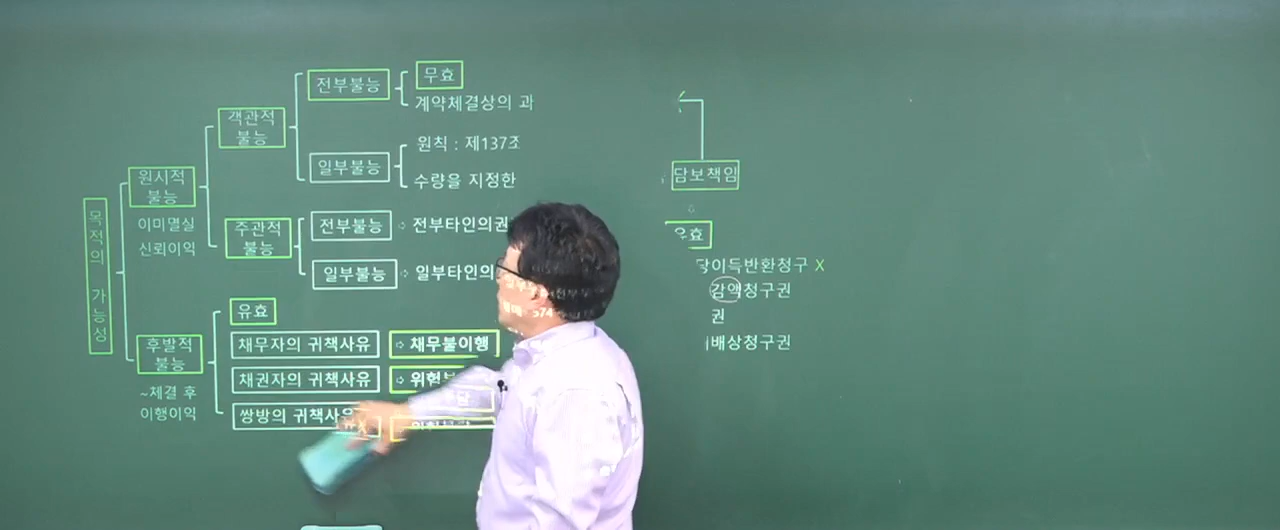 목적의 가능성
원시적
불능
이미멸실
신뢰이익
객관적
불능
전부불능
무효
계약체결상의 과
일부불능
원칙 : 제137조
수량을 지정한
주관적
불능
전부불능
전부타인의권
일부불능
일부타인의
후발적
불능
~체결 후
이행이익
유효
채무자의 귀책사유
채무불이행
채권자의 귀책사유
쌍방의 귀책사유
담보책임
유효
당이득반환청구 X
감액청구권
권
배상청구권